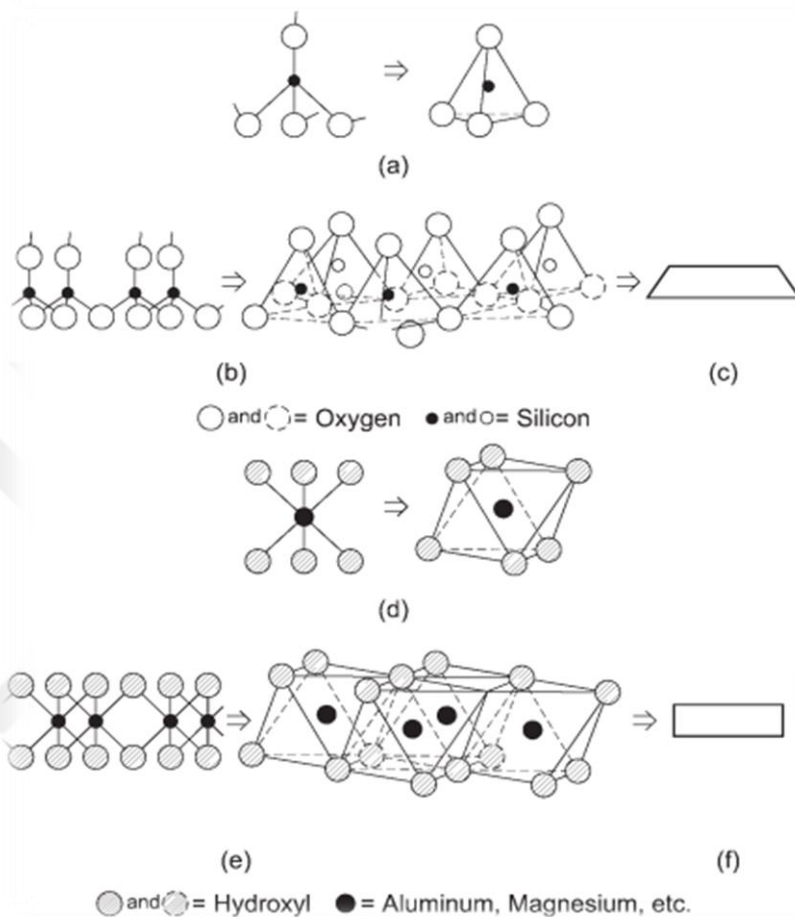 (a)
(b)
(c)
and = Oxygen and = Silicon
(d)
(e)
(f)
and = Hydroxyl = Aluminum, Magnesium, etc.